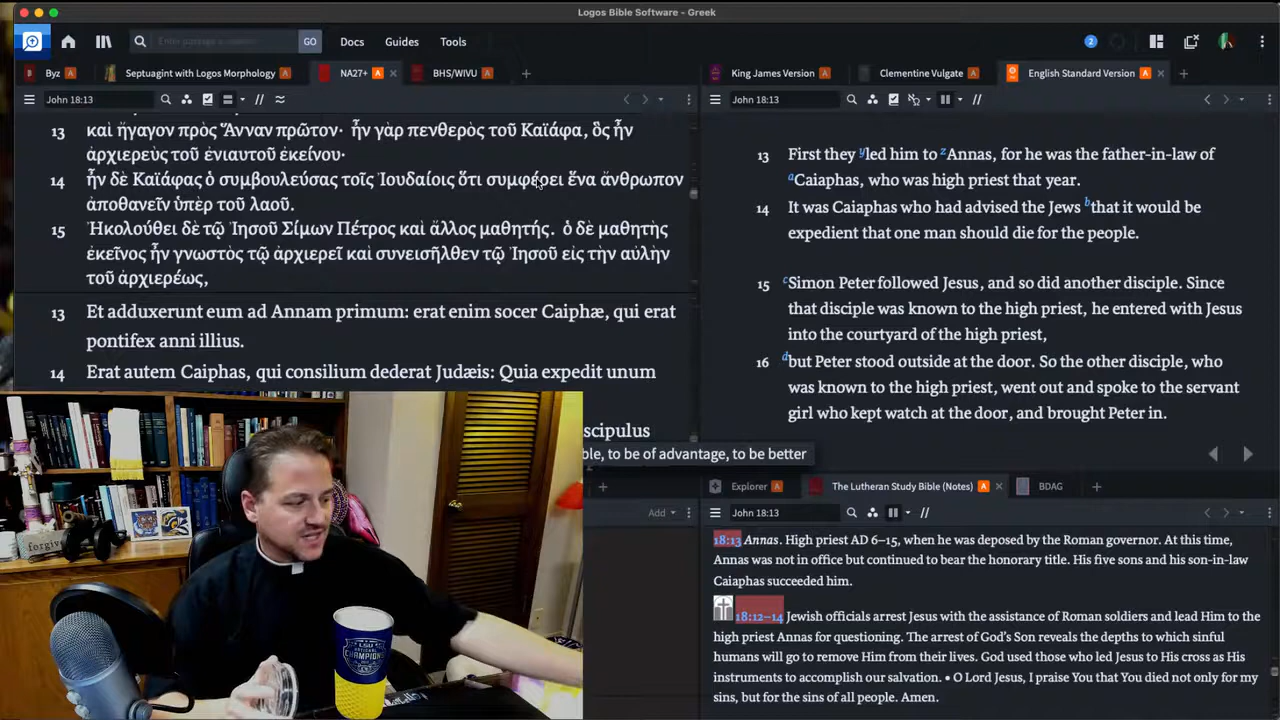 Logos Bible Software - Greek
GO
Docs
Guides
Tools
2
Byz
A
Septuagint with Logos Morphology
A
NA27+
A
BHS/WIVU
A
King James Version
A
Clementine Vulgate
A
English Standard Version
A
John 18:13
John 18:13
13 καὶ ἤγαγον πρὸς Ἅνναν πρῶτον· ἦν γὰρ πενθερὸς τοῦ Καϊάφα, ὃς ἦν
ἀρχιερεὺς τοῦ ἐνιαυτοῦ ἐκείνου·
14 ἦν δὲ Καϊάφας ὁ συμβουλεύσας τοῖς Ἰουδαίοις ὅτι συμφέρει ἕνα ἄνθρωπον
ἀποθανεῖν ὑπὲρ τοῦ λαοῦ.
15 Ἠκολούθει δὲ τῷ Ἰησοῦ Σίμων Πέτρος καὶ ἄλλος μαθητής. ὁ δὲ μαθητὴς
ἐκεῖνος ἦν γνωστὸς τῷ ἀρχιερεῖ καὶ συνεισῆλθεν τῷ Ἰησοῦ εἰς τὴν αὐλὴν
τοῦ ἀρχιερέως,
13 Et adduxerunt eum ad Annam primum: erat enim socer Caiphæ, qui erat
pontifex anni illius.
14 Erat autem Caiphas, qui consilium dederat Judæis: Quia expedit unum
scipulus
ble, to be of advantage, to be better
13 First they yled him to zAnnas, for he was the father-in-law of
aCaiaphas, who was high priest that year.
14 It was Caiaphas who had advised the Jews bthat it would be
expedient that one man should die for the people.
15 cSimon Peter followed Jesus, and so did another disciple. Since
that disciple was known to the high priest, he entered with Jesus
into the courtyard of the high priest,
16 dbut Peter stood outside at the door. So the other disciple, who
was known to the high priest, went out and spoke to the servant
girl who kept watch at the door, and brought Peter in.
Add
Explorer
A
The Lutheran Study Bible (Notes)
A
BDAG
John 18:13
18:13 Annas. High priest AD 6–15, when he was deposed by the Roman governor. At this time,
Annas was not in office but continued to bear the honorary title. His five sons and his son-in-law
Caiaphas succeeded him.
18:12–14 Jewish officials arrest Jesus with the assistance of Roman soldiers and lead Him to the
high priest Annas for questioning. The arrest of God's Son reveals the depths to which sinful
humans will go to remove Him from their lives. God used those who led Jesus to His cross as His
instruments to accomplish our salvation. • O Lord Jesus, I praise You that You died not only for my
sins, but for the sins of all people. Amen.
forgive
LSU
NATIONAL
CHAMPIONS